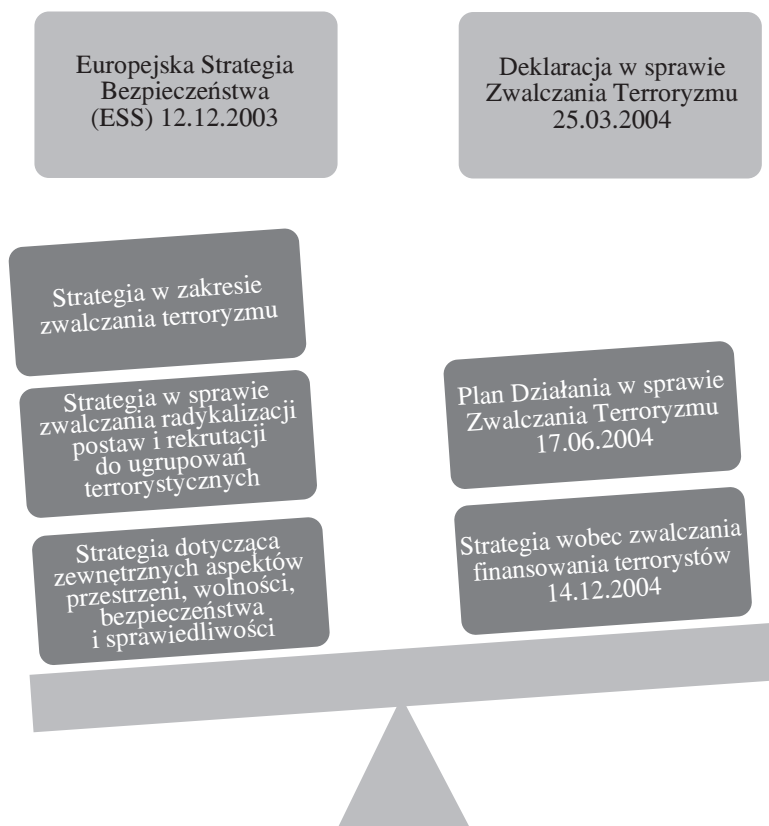 Europejska Strategia
Bezpieczeństwa
(ESS) 12.12.2003
Deklaracja w sprawie
Zwalczania Terroryzmu
25.03.2004
Strategia w zakresie
zwalczania terroryzmu
Strategia w sprawie
zwalczania radykalizacji
postaw i rekrutacji
do ugrupowań
terrorystycznych
Strategia dotycząca
zewnętrznych aspektów
przestrzeni, wolności,
bezpieczeństwa
i sprawiedliwości
Plan Działania w sprawie
Zwalczania Terroryzmu
17.06.2004
Strategia wobec zwalczania
finansowania terrorystów
14.12.2004